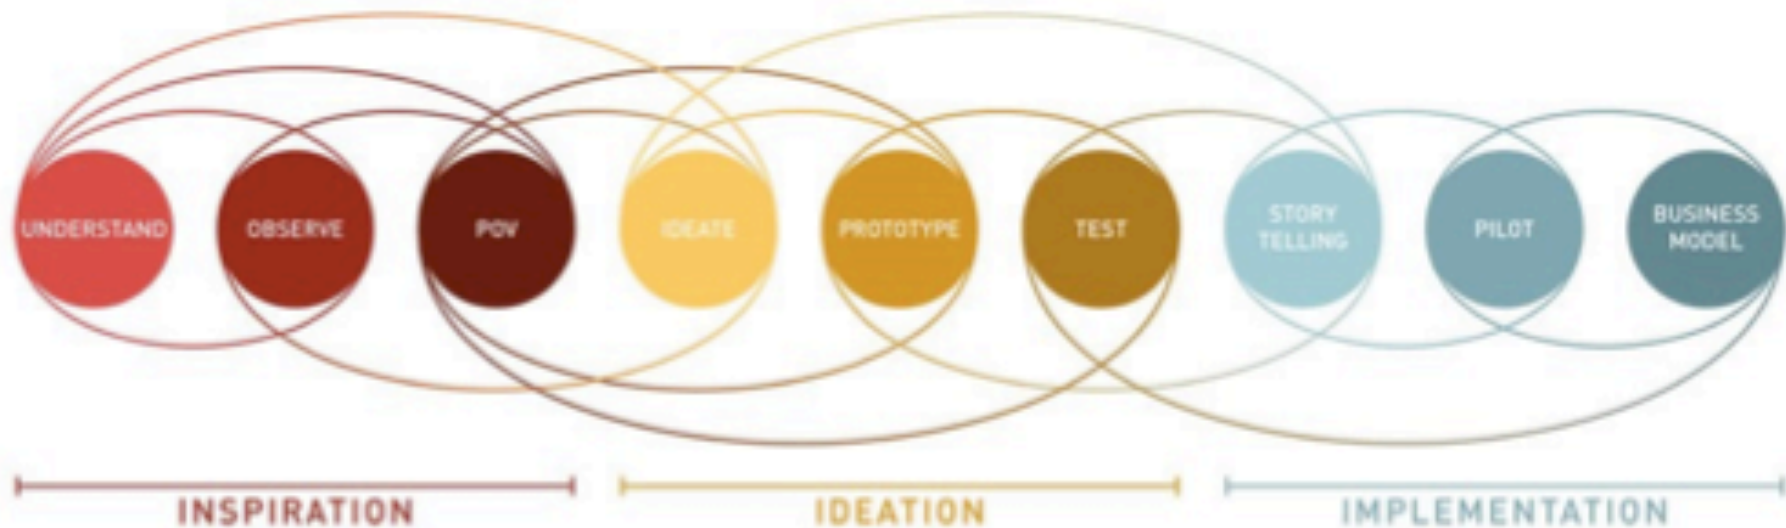 UNDERSTAND
OBSERVE
POV
IDEATE
PROTOTYPE
TEST
STORY
TELLING
PILOT
BUSINESS
MODEL
INSPIRATION
IDEATION
IMPLEMENTATION